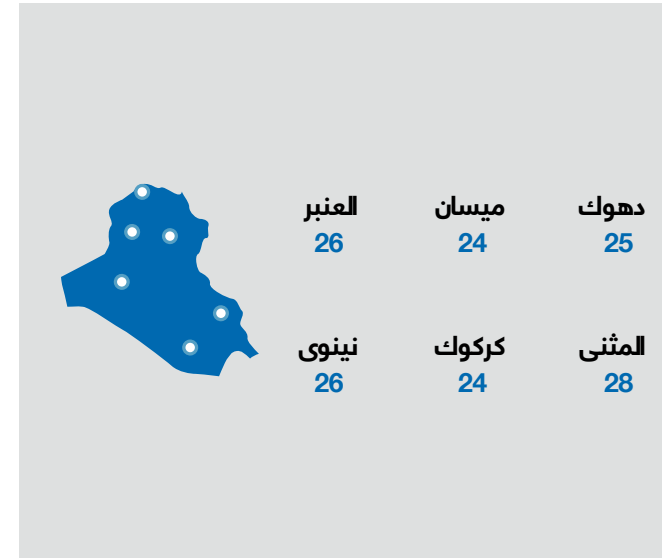 دهوك ميسان العنبر
25 24 26
المثنى كركوك نينوى
28 24 26